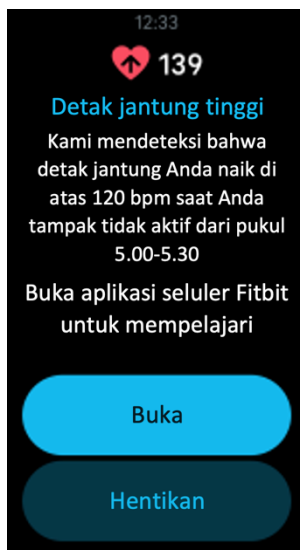 12:33
139
Detak jantung tinggi
Kami mendeteksi bahwa
detak jantung Anda naik di
atas 120 bpm saat Anda
tampak tidak aktif dari pukul
5.00-5.30
Buka aplikasi seluler Fitbit
untuk mempelajari
Buka
Hentikan